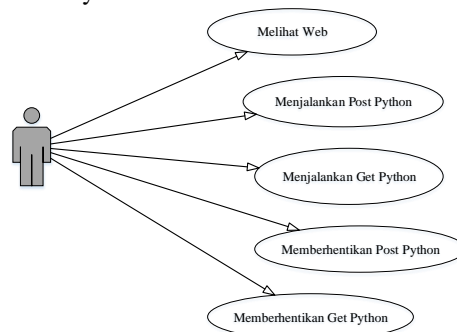 Melihat Web
Menjalankan Post Python
Menjalankan Get Python
Memberhentikan Post Python
Memberhentikan Get Python